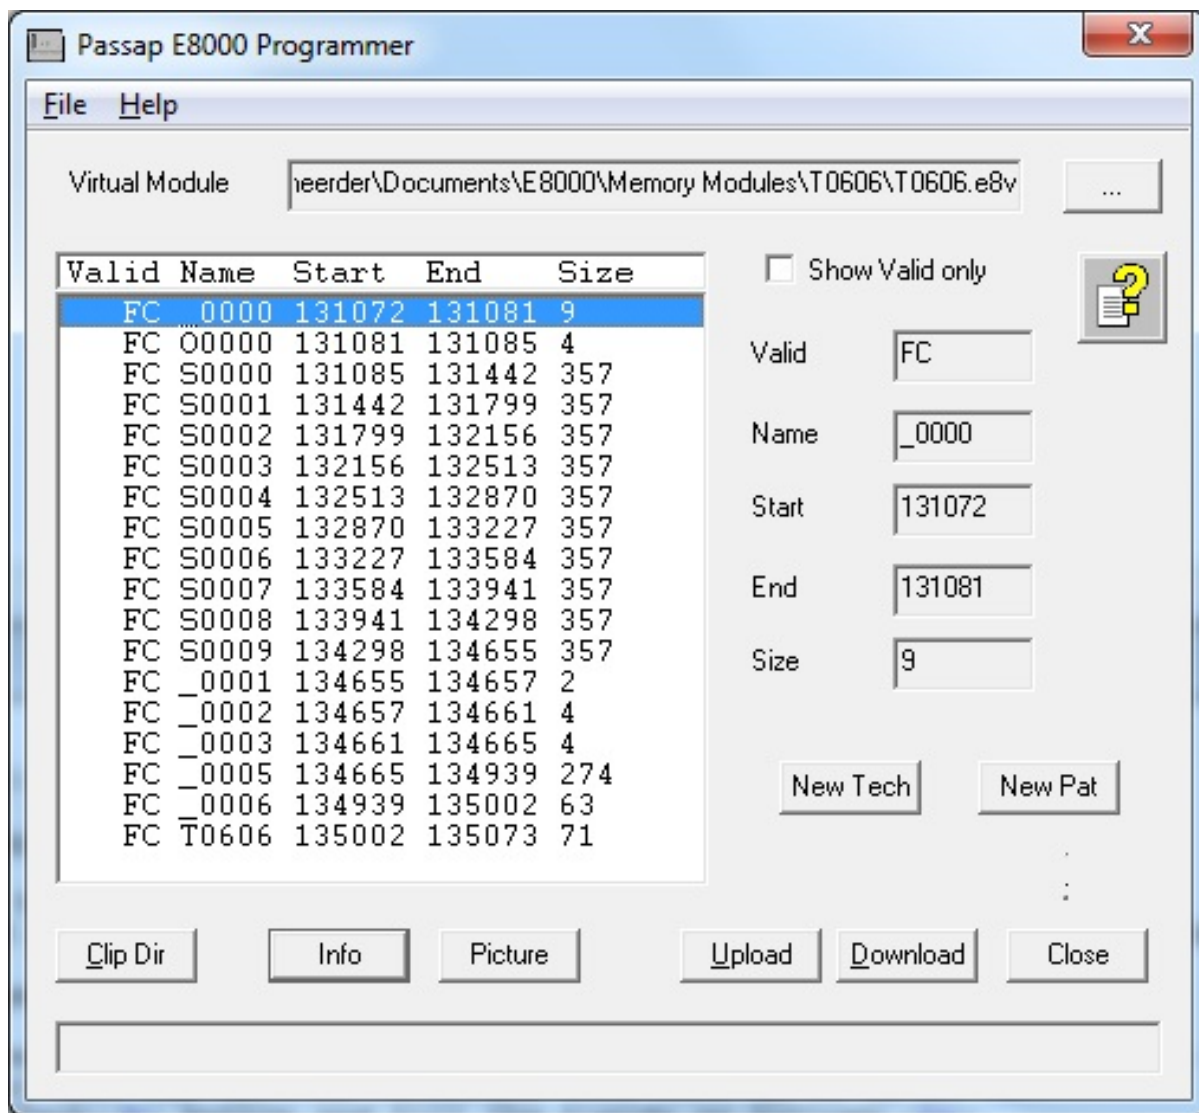 Passap E8000 Programmer
File Help
Virtual Module
heerder\Documents\E8000\Memory Modules\T0606\T0606.e8v
...
Valid Name Start End Size
FC _0000 131072 131081 9
FC O0000 131081 131085 4
FC S0000 131085 131442 357
FC S0001 131442 131799 357
FC S0002 131799 132156 357
FC S0003 132156 132513 357
FC S0004 132513 132870 357
FC S0005 132870 133227 357
FC S0006 133227 133584 357
FC S0007 133584 133941 357
FC S0008 133941 134298 357
FC S0009 134298 134655 357
FC _0001 134655 134657 2
FC _0002 134657 134661 4
FC _0003 134661 134665 4
FC _0005 134665 134939 274
FC _0006 134939 135002 63
FC T0606 135002 135073 71
Show Valid only
Valid FC
Name _0000
Start 131072
End 131081
Size 9
New Tech New Pat
Clip Dir Info Picture Upload Download Close